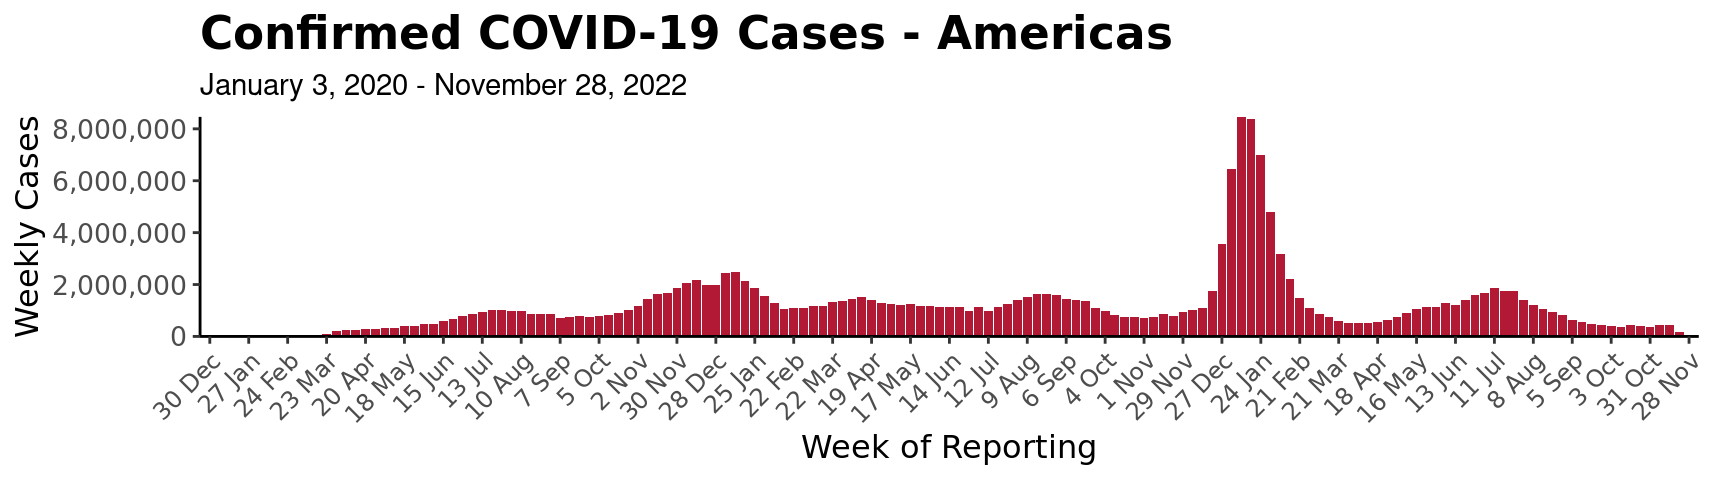 Confirmed COVID-19 Cases - Americas
January 3, 2020 - November 28, 2022
Weekly Cases
8,000,000
6,000,000
4,000,000
2,000,000
0
30 Dec
27 Jan
24 Feb
23 Mar
20 Apr
18 May
15 Jun
13 Jul
10 Aug
7 Sep
5 Oct
2 Nov
30 Nov
28 Dec
25 Jan
22 Feb
22 Mar
19 Apr
17 May
14 Jun
12 Jul
9 Aug
6 Sep
4 Oct
1 Nov
29 Nov
27 Dec
24 Jan
21 Feb
21 Mar
18 Apr
16 May
13 Jun
11 Jul
8 Aug
5 Sep
3 Oct
31 Oct
28 Nov
Week of Reporting